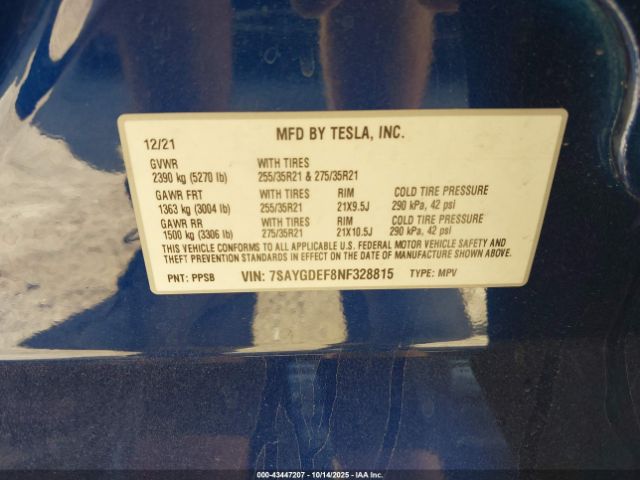 12/21 MFD BY TESLA, INC.
GVWR WITH TIRES
2390 kg (5270 lb) 255/35R21 & 275/35R21
GAWR FRT WITH TIRES RIM COLD TIRE PRESSURE
1363 kg (3004 lb) 255/35R21 21X9.5J 290 kPa, 42 psi
GAWR RR WITH TIRES RIM COLD TIRE PRESSURE
1500 kg (3306 lb) 275/35R21 21X10.5J 290 kPa, 42 psi
THIS VEHICLE CONFORMS TO ALL APPLICABLE U.S. FEDERAL MOTOR VEHICLE SAFETY AND
THEFT PREVENTION STANDARDS IN EFFECT ON THE DATE OF MANUFACTURE SHOWN ABOVE.
PNT: PPSB VIN: 7SAYGDEF8NF328815 TYPE: MPV
000-43447207 - 10/14/2025 - IAA Inc.